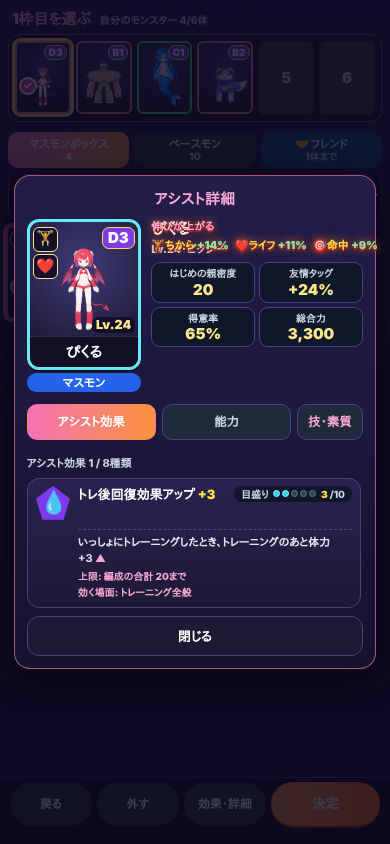 1枠目を選ぶ 自分のモンスター 4/6体
D3
B1
C1
B2
5
6
マスモンボックス
4
ベースモン
10
フレンド
1体まで
アシスト詳細
D3
Lv.24
ぴくる
マスモン
ぴくる
伸びが上がる
ちから+14% ライフ +11% 命中 +9%
はじめの親密度
20
友情タッグ
+24%
得意率
65%
総合力
3,300
アシスト効果
能力
技・素質
アシスト効果 1 / 8種類
トレ後回復効果アップ +3
目盛り 3 /10
いっしょにトレーニングしたとき、トレーニングのあと体力
+3 ▲
上限: 編成の合計 20まで
効く場面: トレーニング全般
閉じる
戻る
外す
効果・詳細
決定